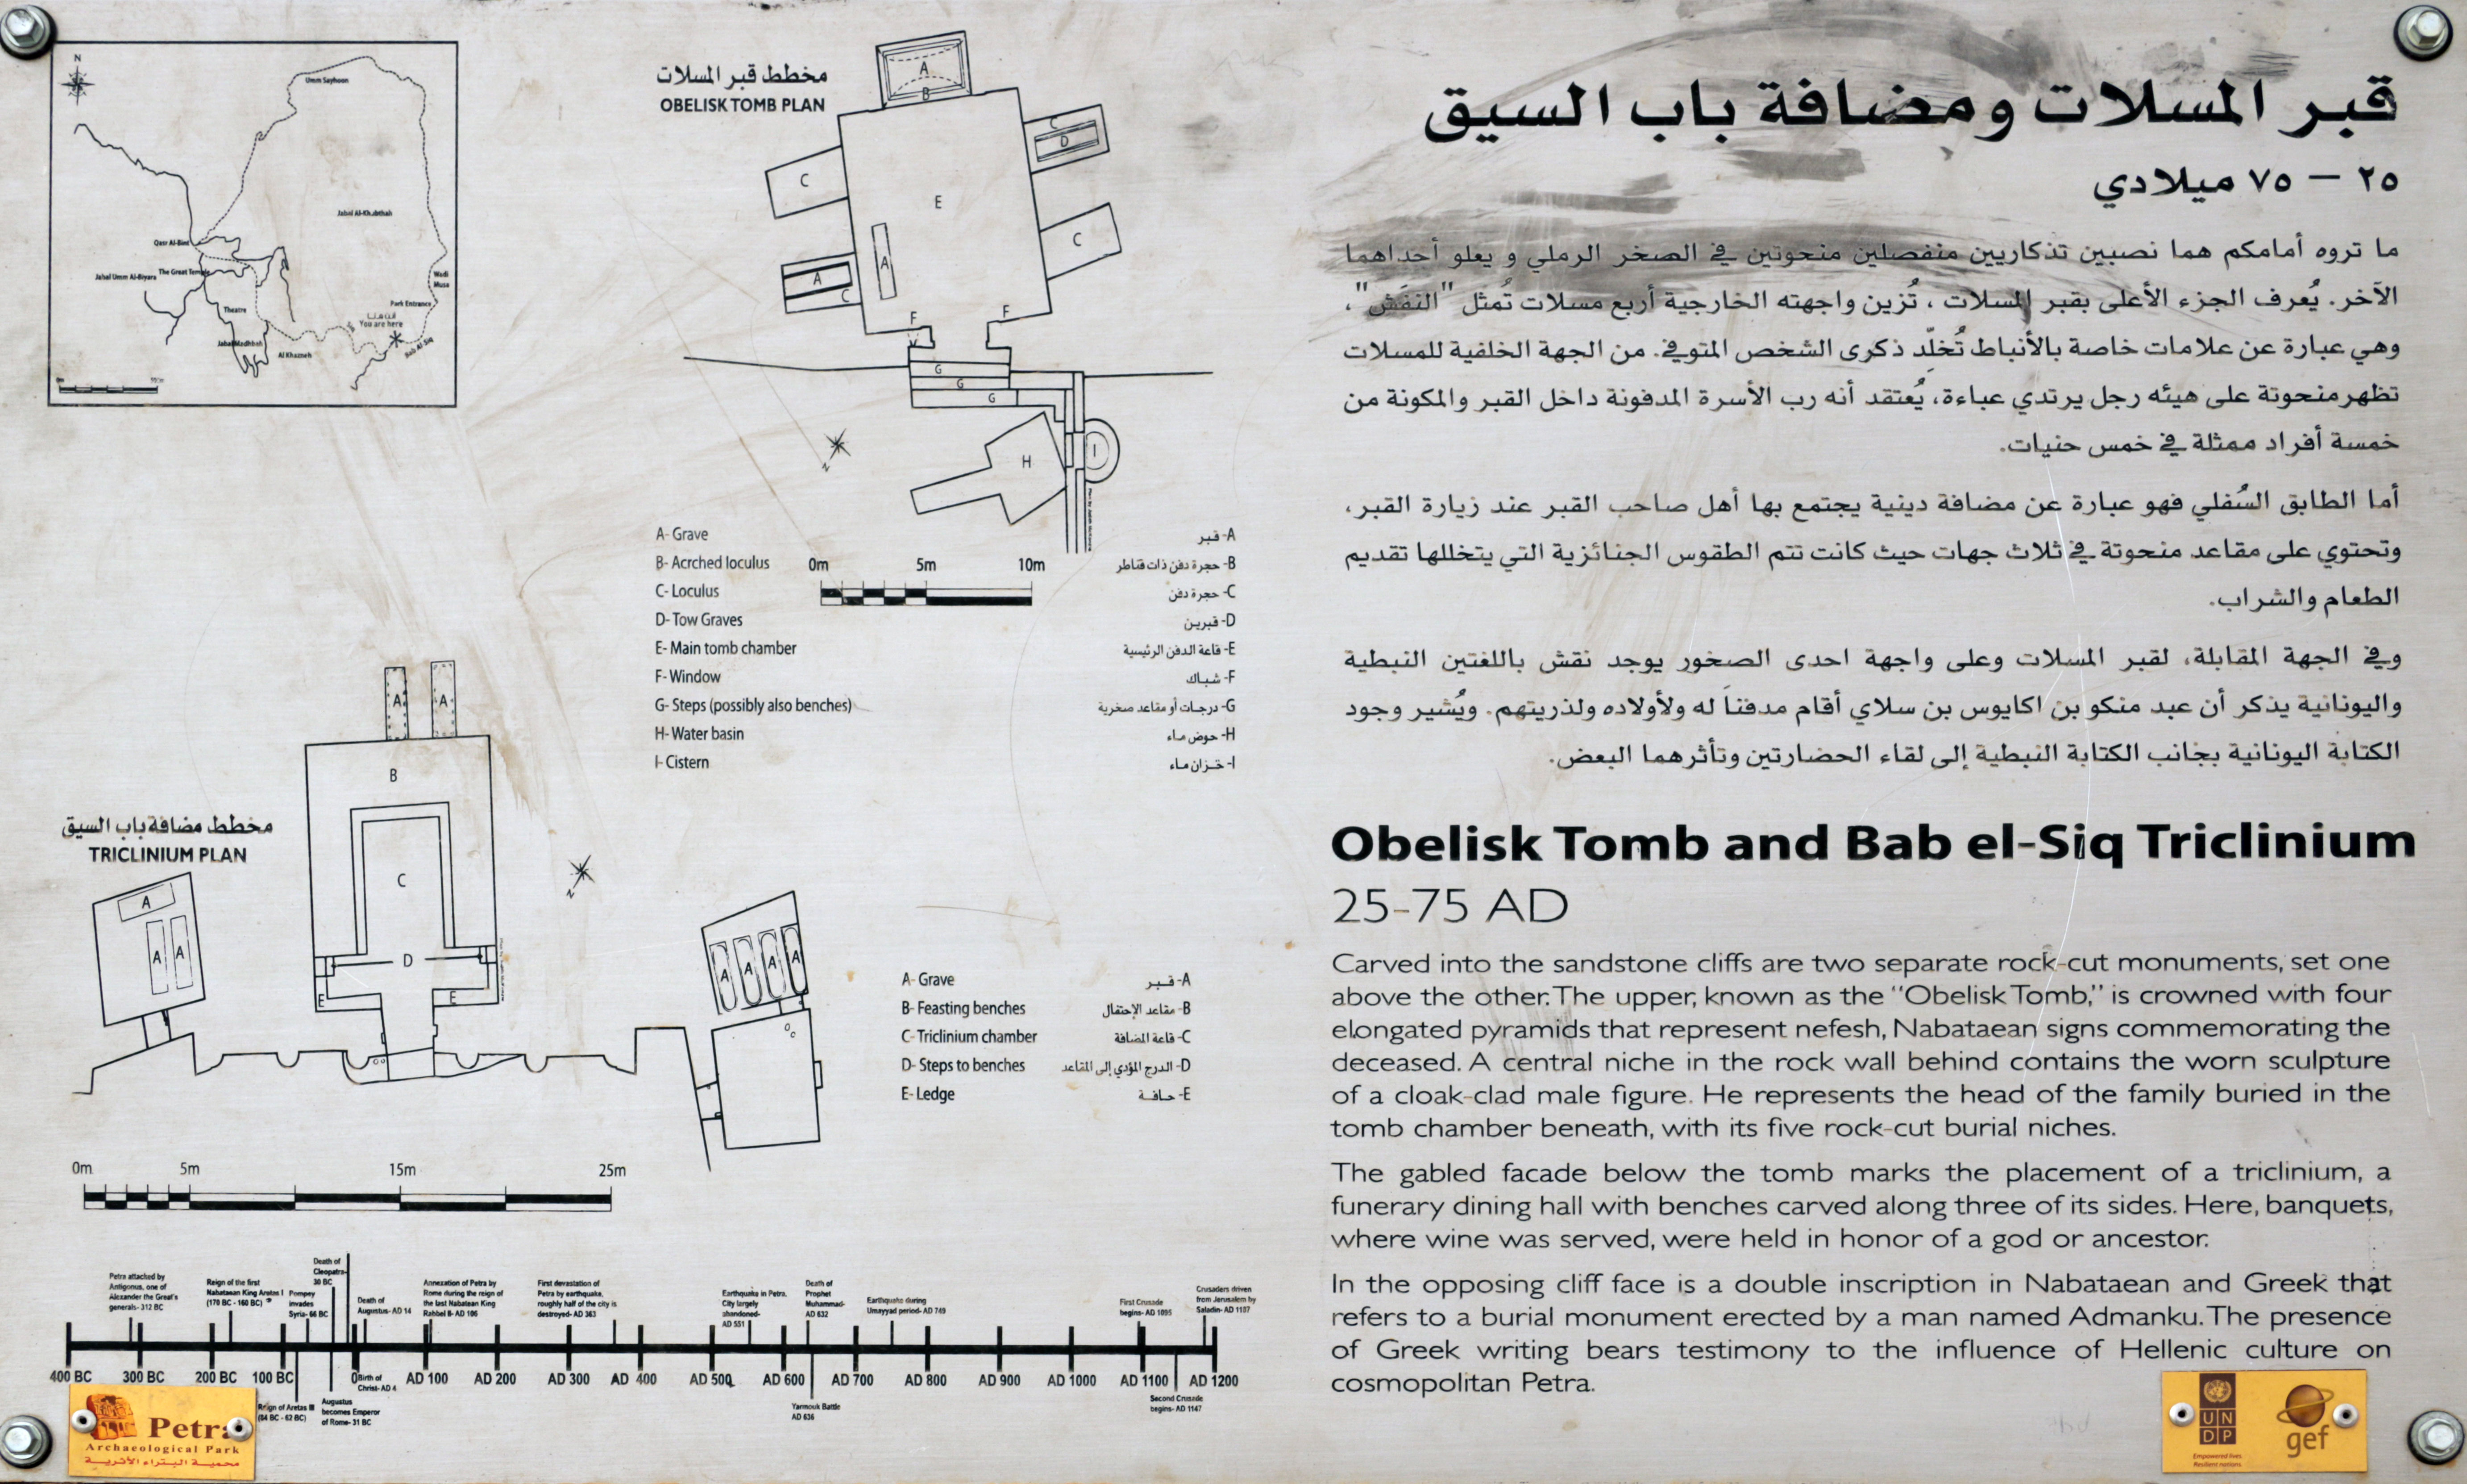 N
Umm Sayhoon
Jabal Al-Khubthah
Qasr Al-Bint
Jabal Umm Al-Biyara
The Great Temple
Wadi
Musa
Theatre
Park Entrance
أنت هنا
You are here
Jabal Madhbah
Al Khazneh
Bab Al-Siq
0m
مخطط قبر المسلات
OBELISK TOMB PLAN
A
B
C
D
C
E
C
A
A
C
F
F
G
G
G
H
I
N
A- Grave
A- قبر
B- Acrched loculus
B- حجرة دفن ذات قناطر
C- Loculus
C- حجرة دفن
D- Tow Graves
D- قبرين
E- Main tomb chamber
E- قاعة الدفن الرئيسية
F- Window
F- شباك
G- Steps (possibly also benches)
G- درجات أو مقاعد صخرية
H- Water basin
H- حوض ماء
I- Cistern
I- خزان ماء
0m 5m 10m
مخطط مضافة باب السيق
TRICLINIUM PLAN
A
A
B
C
D
E
E
A
A
A
A
A
A
A
N
A- Grave
A- قبر
B- Feasting benches
B- مقاعد الإحتفال
C- Triclinium chamber
C- قاعة المضافة
D- Steps to benches
D- الدرج المؤدي إلى المقاعد
E- Ledge
E- حافة
0m 5m 15m 25m
Petra attacked by
Antigonus, one of
Alexander the Great's
generals- 312 BC
Reign of the first
Nabataean King Aretas I
(170 BC - 160 BC)
Pompey
invades
Syria- 66 BC
Death of
Cleopatra-
30 BC
Death of
Augustus- AD 14
Annexation of Petra by
Rome during the reign of
the last Nabatean King
Rabbel II- AD 106
First devastation of
Petra by earthquake,
roughly half of the city is
destroyed- AD 363
Earthquake in Petra,
City largely
abandoned-
AD 551
Death of
Prophet
Muhammad-
AD 632
Earthquake during
Umayyad period- AD 749
First Crusade
begins- AD 1095
Crusaders driven
from Jerusalem by
Saladin- AD 1187
400 BC 300 BC 200 BC 100 BC 0 AD 100 AD 200 AD 300 AD 400 AD 500 AD 600 AD 700 AD 800 AD 900 AD 1000 AD 1100 AD 1200
Birth of
Christ- AD 4
Reign of Aretas III
(84 BC - 62 BC)
Augustus
becomes Emperor
of Rome- 31 BC
Yarmouk Battle
AD 636
Second Crusade
begins- AD 1147
Petra
Archaeological Park
محمية البتراء الأثرية
قبر المسلات ومضافة باب السيق
٢٥ – ٧٥ ميلادي
ما تروه أمامكم هما نصبين تذكاريين منفصلين منحوتين في الصخر الرملي و يعلو أحداهما
الآخر. يُعرف الجزء الأعلى بقبر المسلات ، تُزين واجهته الخارجية أربع مسلات تُمثل "النفَش"،
وهي عبارة عن علامات خاصة بالأنباط تُخلّد ذكرى الشخص المتوفي. من الجهة الخلفية للمسلات
تظهر منحوتة على هيئه رجل يرتدي عباءة، يُعتقد أنه رب الأسرة المدفونة داخل القبر والمكونة من
خمسة أفراد ممثلة في خمس حنيات.
أما الطابق السُفلي فهو عبارة عن مضافة دينية يجتمع بها أهل صاحب القبر عند زيارة القبر،
وتحتوي على مقاعد منحوتة في ثلاث جهات حيث كانت تتم الطقوس الجنائزية التي يتخللها تقديم
الطعام والشراب.
وفي الجهة المقابلة، لقبر المسلات وعلى واجهة احدى الصخور يوجد نقش باللغتين النبطية
واليونانية يذكر أن عبد منكو بن اكايوس بن سلاي أقام مدفناَ له ولأولاده ولذريتهم. ويُشير وجود
الكتابة اليونانية بجانب الكتابة النبطية إلى لقاء الحضارتين وتأثرهما البعض.
Obelisk Tomb and Bab el-Siq Triclinium
25-75 AD
Carved into the sandstone cliffs are two separate rock-cut monuments, set one
above the other. The upper, known as the "Obelisk Tomb," is crowned with four
elongated pyramids that represent nefesh, Nabataean signs commemorating the
deceased. A central niche in the rock wall behind contains the worn sculpture
of a cloak-clad male figure. He represents the head of the family buried in the
tomb chamber beneath, with its five rock-cut burial niches.
The gabled facade below the tomb marks the placement of a triclinium, a
funerary dining hall with benches carved along three of its sides. Here, banquets,
where wine was served, were held in honor of a god or ancestor.
In the opposing cliff face is a double inscription in Nabataean and Greek that
refers to a burial monument erected by a man named Admanku. The presence
of Greek writing bears testimony to the influence of Hellenic culture on
cosmopolitan Petra.
UN
DP
Empowered lives.
Resilient nations.
gef